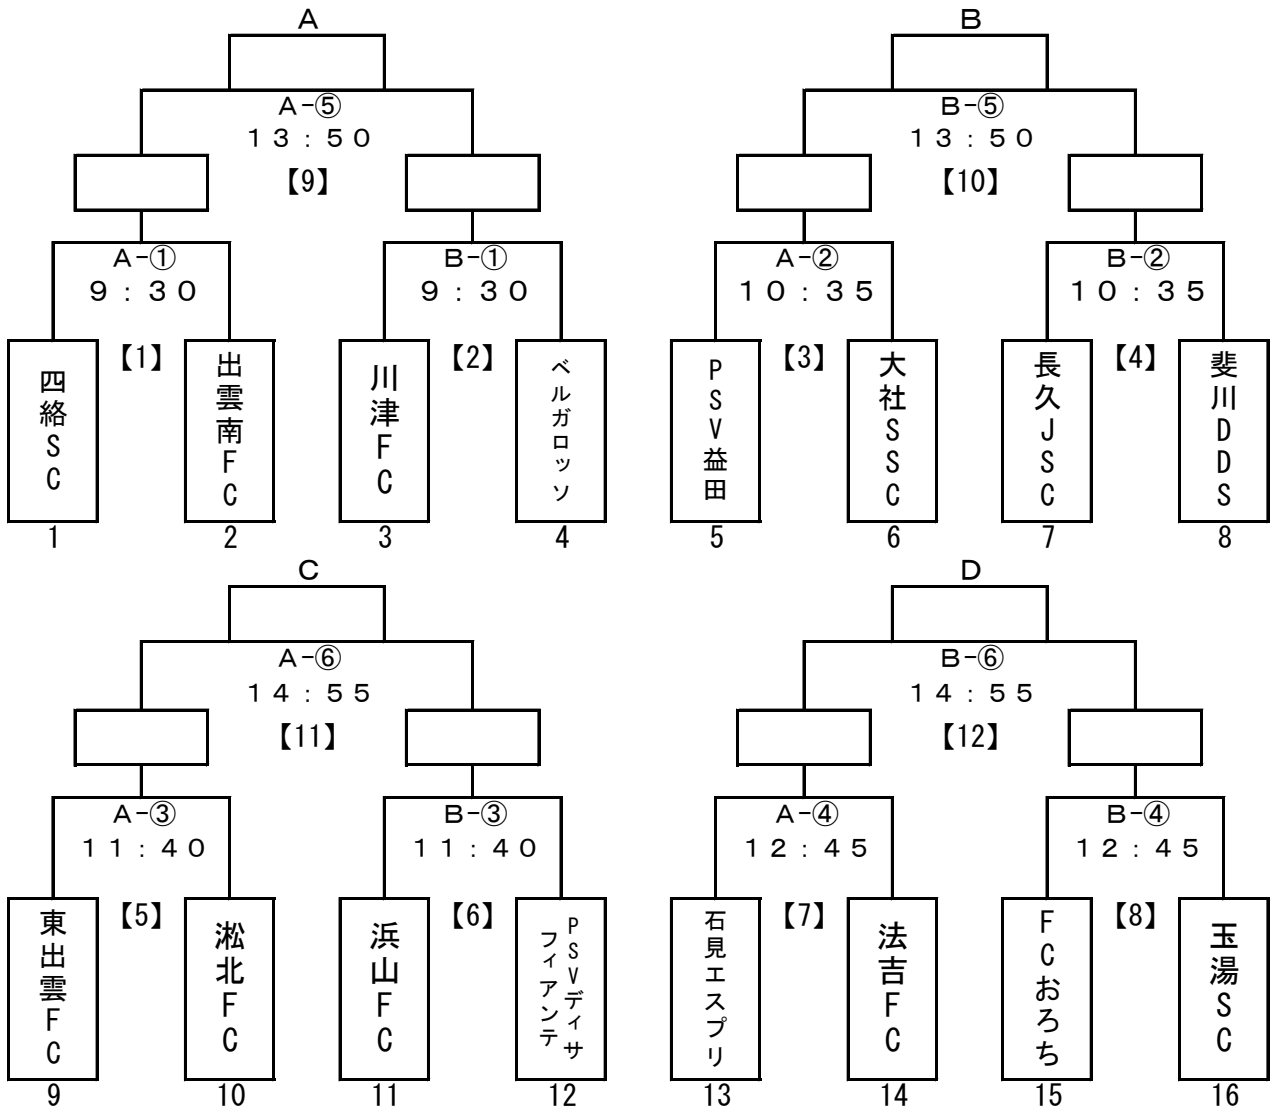 A
B
A-⑤
B-⑤
13:50
13:50
【9】
【10】
A-①
B-①
A-②
B-②
9:30
9:30
10:35
10:35
【1】
【2】
【3】
【4】
四絡SC
出雲南FC
川津FC
ベルガロッソ
PSV益田
大社SSC
長久JSC
斐川DDS
1
2
3
4
5
6
7
8
C
D
A-⑥
B-⑥
14:55
14:55
【11】
【12】
A-③
B-③
A-④
B-④
11:40
11:40
12:45
12:45
【5】
【6】
【7】
【8】
東出雲FC
淞北FC
浜山FC
PSVディサ
フィアンテ
石見エスプリ
法吉FC
FCおろち
玉湯SC
9
10
11
12
13
14
15
16